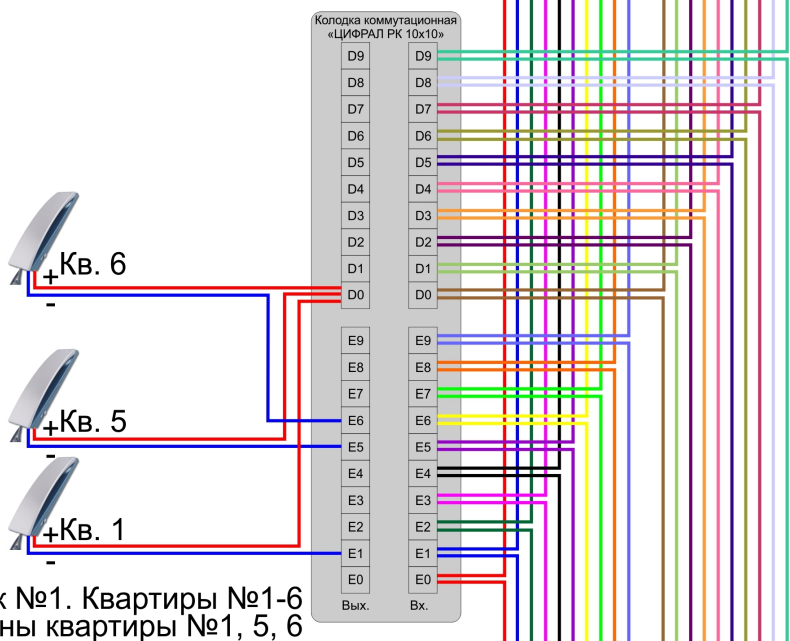 Колодка коммутационная
«ЦИФРАЛ РК 10х10»
D9 D9
D8 D8
D7 D7
D6 D6
D5 D5
D4 D4
D3 D3
D2 D2
D1 D1
D0 D0
E9 E9
E8 E8
E7 E7
E6 E6
E5 E5
E4 E4
E3 E3
E2 E2
E1 E1
E0 E0
Вых. Вх.
+Кв. 6
-
+Кв. 5
-
+Кв. 1
-
№1. Квартиры №1-6
квартиры №1, 5, 6